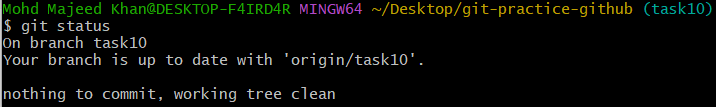 Mohd Majeed Khan@DESKTOP-F4IRD4R MINGW64 ~/Desktop/git-practice-github (task10)
$ git status
On branch task10
Your branch is up to date with 'origin/task10'.

nothing to commit, working tree clean